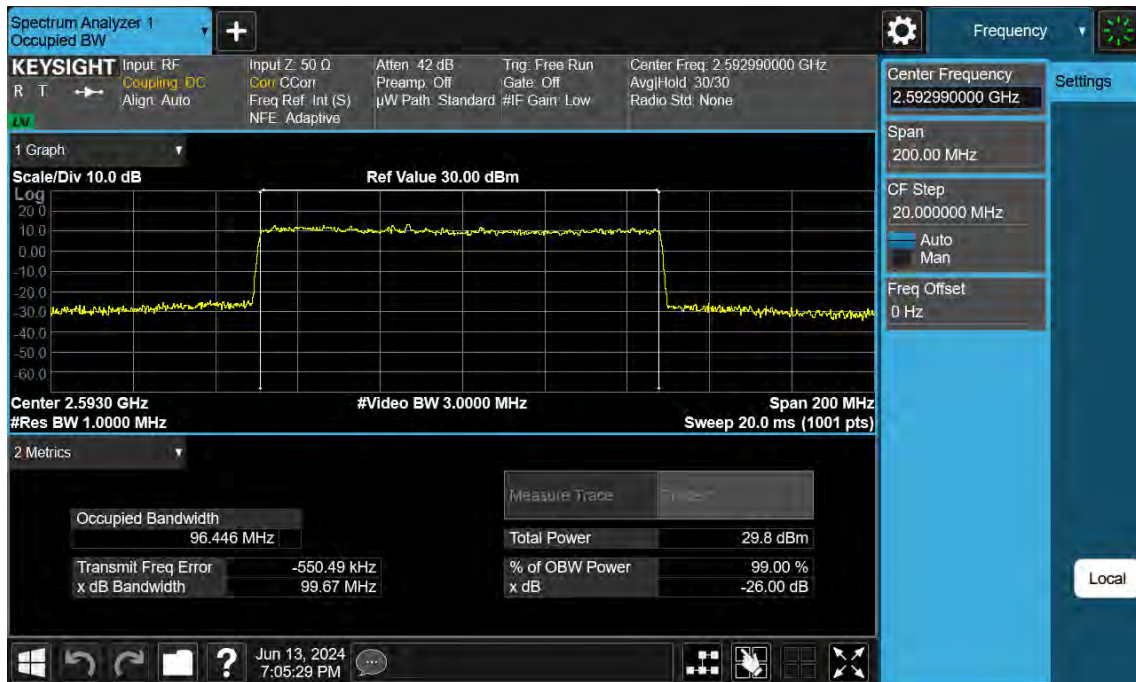 Spectrum Analyzer 1
Occupied BW
Frequency
KEYSIGHT
R T
Input: RF
Coupling: DC
Align: Auto
Input Z: 50 Ω
Corr CCorr
Freq Ref: Int (S)
NFE: Adaptive
Atten: 42 dB
Preamp: Off
µW Path: Standard
Trig: Free Run
Gate: Off
#IF Gain: Low
Center Freq: 2.592990000 GHz
Avg|Hold: 30/30
Radio Std: None
Center Frequency
2.592990000 GHz
Settings
Span
200.00 MHz
CF Step
20.000000 MHz
Auto
Man
Freq Offset
0 Hz
1 Graph
Scale/Div 10.0 dB
Ref Value 30.00 dBm
Log
20.0
10.0
0.00
-10.0
-20.0
-30.0
-40.0
-50.0
-60.0
Center 2.5930 GHz
#Video BW 3.0000 MHz
Span 200 MHz
#Res BW 1.0000 MHz
Sweep 20.0 ms (1001 pts)
2 Metrics
Measure Trace
Occupied Bandwidth
96.446 MHz
Total Power
29.8 dBm
Transmit Freq Error
-550.49 kHz
% of OBW Power
99.00 %
x dB Bandwidth
99.67 MHz
x dB
-26.00 dB
Local
?
Jun 13, 2024
7:05:29 PM